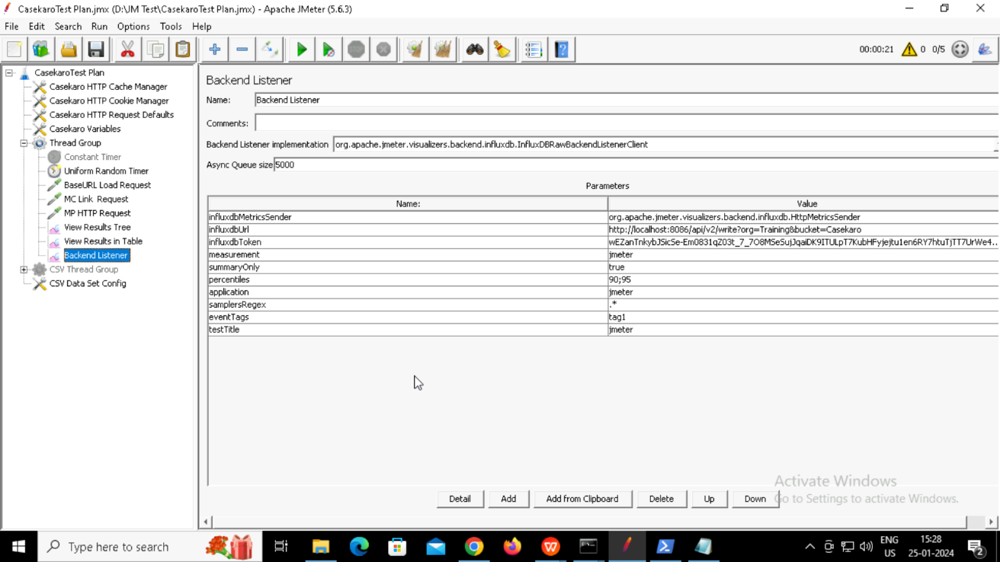 CasekaroTest Plan.jmx (D:\JM Test\CasekaroTest Plan.jmx) - Apache JMeter (5.6.3)
File Edit Search Run Options Tools Help
00:00:21 0 0/5
CasekaroTest Plan
Casekaro HTTP Cache Manager
Casekaro HTTP Cookie Manager
Casekaro HTTP Request Defaults
Casekaro Variables
Thread Group
Constant Timer
Uniform Random Timer
BaseURL Load Request
MC Link Request
MP HTTP Request
View Results Tree
View Results in Table
Backend Listener
CSV Thread Group
CSV Data Set Config
Backend Listener
Name: Backend Listener
Comments:
Backend Listener implementation org.apache.jmeter.visualizers.backend.influxdb.InfluxDBRawBackendListenerClient
Async Queue size 5000
Parameters
Name: Value
influxdbMetricsSender org.apache.jmeter.visualizers.backend.influxdb.HttpMetricsSender
influxdbUrl http://localhost:8086/api/v2/write?org=Training&bucket=Casekaro
influxdbToken
measurement jmeter
summaryOnly true
percentiles 90;95
application jmeter
samplersRegex .*
eventTags tag1
testTitle jmeter
Detail Add Add from Clipboard Delete Up Down
Activate Windows
Go to Settings to activate Windows.
Type here to search
ENG
US
15:28
25-01-2024
2